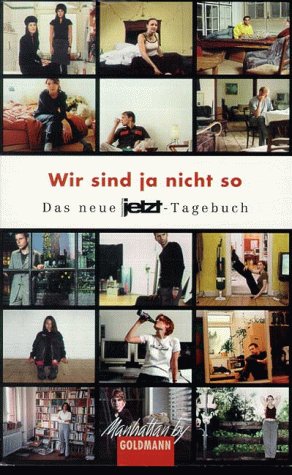 Wir sind ja nicht so
Das neue jetzt-Tagebuch
Manhattan by
GOLDMANN